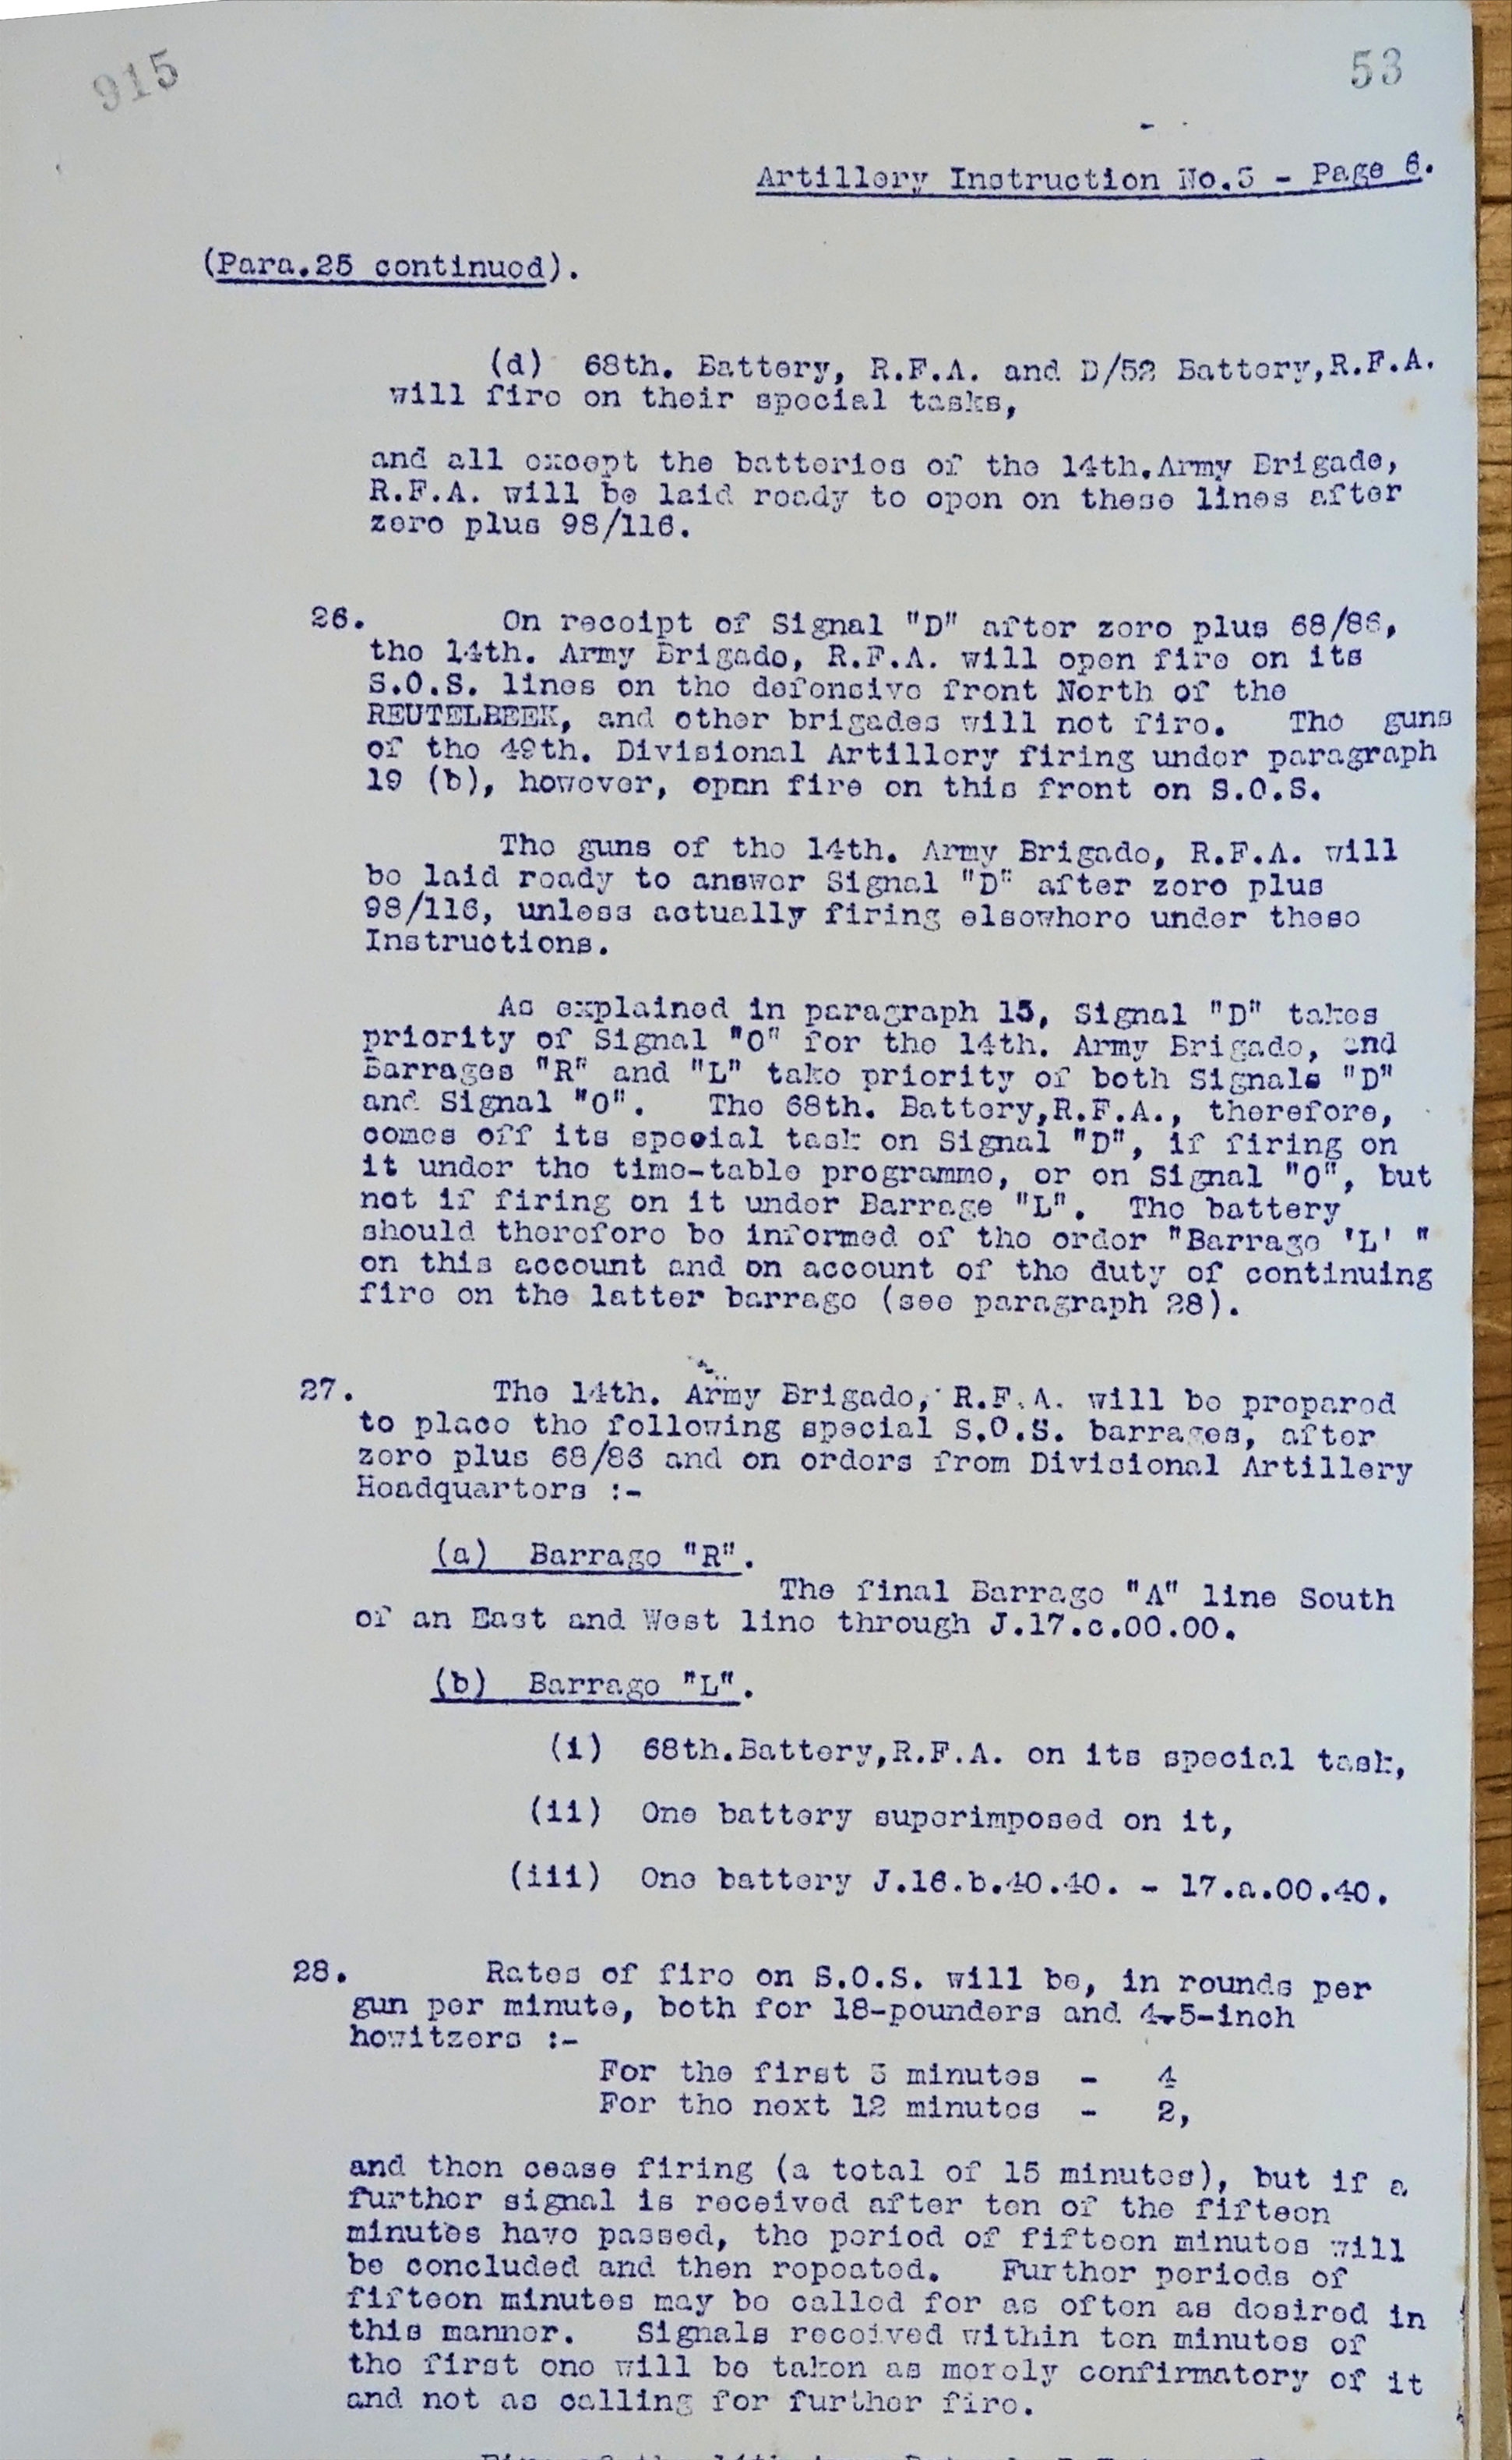 915
53
Artillery Instruction No.3 - Page 6.
(Para.25 continued).
(d) 68th. Battery, R.F.A. and D/52 Battery,R.F.A.
will fire on their special tasks,
and all except the batteries of the 14th.Army Brigade,
R.F.A. will be laid ready to open on these lines after
zero plus 98/116.
26. On receipt of Signal "D" after zero plus 68/86,
the 14th. Army Brigade, R.F.A. will open fire on its
S.O.S. lines on the defensive front North of the
REUTELBEEK, and other brigades will not fire. The guns
of the 49th. Divisional Artillery firing under paragraph
19 (b), however, opnn fire on this front on S.O.S.
The guns of the 14th. Army Brigade, R.F.A. will
be laid ready to answer Signal "D" after zero plus
98/116, unless actually firing elsewhere under these
Instructions.
As explained in paragraph 15, Signal "D" takes
priority of Signal "O" for the 14th. Army Brigade, and
Barrages "R" and "L" take priority of both Signals "D"
and Signal "O". The 68th. Battery,R.F.A., therefore,
comes off its special task on Signal "D", if firing on
it under the time-table programme, or on Signal "O", but
not if firing on it under Barrage "L". The battery
should therefore be informed of the order "Barrage 'L' "
on this account and on account of the duty of continuing
fire on the latter barrage (see paragraph 28).
27. The 14th. Army Brigade, R.F.A. will be prepared
to place the following special S.O.S. barrages, after
zero plus 68/86 and on orders from Divisional Artillery
Headquarters :-
(a) Barrage "R".
The final Barrage "A" line South
of an East and West line through J.17.c.00.00.
(b) Barrage "L".
(i) 68th.Battery,R.F.A. on its special task,
(ii) One battery superimposed on it,
(iii) One battery J.16.b.40.40. - 17.a.00.40.
28. Rates of fire on S.O.S. will be, in rounds per
gun per minute, both for 18-pounders and 4.5-inch
howitzers :-
For the first 3 minutes - 4
For the next 12 minutes - 2,
and then cease firing (a total of 15 minutes), but if a
further signal is received after ten of the fifteen
minutes have passed, the period of fifteen minutes will
be concluded and then repeated. Further periods of
fifteen minutes may be called for as often as desired in
this manner. Signals received within ten minutes of
the first one will be taken as merely confirmatory of it
and not as calling for further fire.